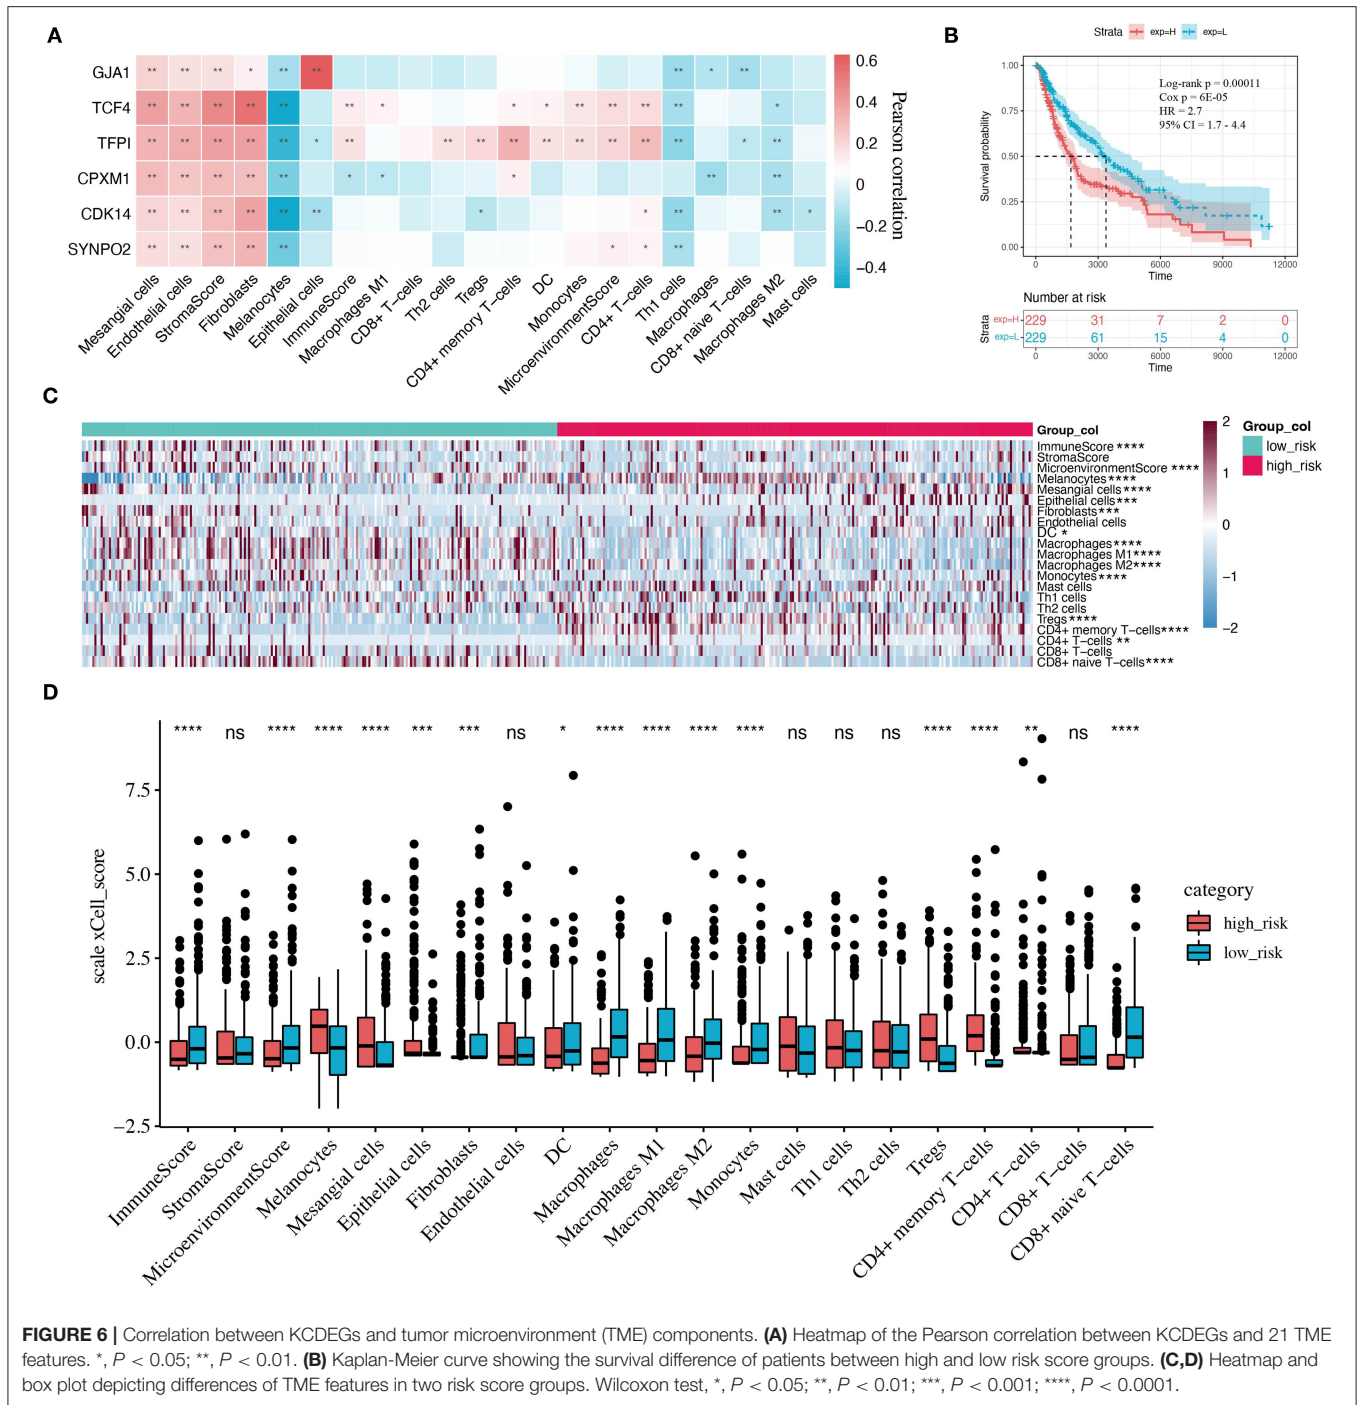 A
GJA1
TCF4
TFPI
CPXM1
CDK14
SYNPO2
** ** ** * ** ** ** * **
** ** ** ** ** ** * * * ** ** ** ** *
** ** ** ** ** * ** ** ** ** ** ** ** ** ** * **
** ** ** ** ** * * * ** **
** ** ** ** ** ** * * ** ** *
** ** ** ** ** * * **
Mesangial cells
Endothelial cells
StromaScore
Fibroblasts
Melanocytes
Epithelial cells
ImmuneScore
Macrophages M1
CD8+ T−cells
Th2 cells
Tregs
CD4+ memory T−cells
DC
Monocytes
MicroenvironmentScore
CD4+ T−cells
Th1 cells
Macrophages
CD8+ naive T−cells
Macrophages M2
Mast cells
0.6
0.4
0.2
0
−0.2
−0.4
Pearson correlation
B
Strata exp=H exp=L
Log-rank p = 0.00011
Cox p = 6E-05
HR = 2.7
95% CI = 1.7 - 4.4
Survival probability
1.00
0.75
0.50
0.25
0.00
0 3000 6000 9000 12000
Time
Number at risk
Strata
exp=H 229 31 7 2 0
exp=L 229 61 15 4 0
0 3000 6000 9000 12000
Time
C
Group_col
ImmuneScore ****
StromaScore
MicroenvironmentScore ****
Melanocytes ****
Mesangial cells ****
Epithelial cells ***
Fibroblasts ***
Endothelial cells
DC *
Macrophages ****
Macrophages M1 ****
Macrophages M2 ****
Monocytes ****
Mast cells
Th1 cells
Th2 cells
Tregs ****
CD4+ memory T−cells ****
CD4+ T−cells **
CD8+ T−cells
CD8+ naive T−cells ****
2
1
0
−1
−2
Group_col
low_risk
high_risk
D
**** ns **** **** **** *** *** ns * **** **** **** **** ns ns ns **** **** ** ns ****
scale xCell_score
7.5
5.0
2.5
0.0
−2.5
ImmuneScore
StromaScore
MicroenvironmentScore
Melanocytes
Mesangial cells
Epithelial cells
Fibroblasts
Endothelial cells
DC
Macrophages
Macrophages M1
Macrophages M2
Monocytes
Mast cells
Th1 cells
Th2 cells
Tregs
CD4+ memory T−cells
CD4+ T−cells
CD8+ T−cells
CD8+ naive T−cells
category
high_risk
low_risk
FIGURE 6 | Correlation between KCDEGs and tumor microenvironment (TME) components. (A) Heatmap of the Pearson correlation between KCDEGs and 21 TME
features. *, P < 0.05; **, P < 0.01. (B) Kaplan-Meier curve showing the survival difference of patients between high and low risk score groups. (C,D) Heatmap and
box plot depicting differences of TME features in two risk score groups. Wilcoxon test, *, P < 0.05; **, P < 0.01; ***, P < 0.001; ****, P < 0.0001.